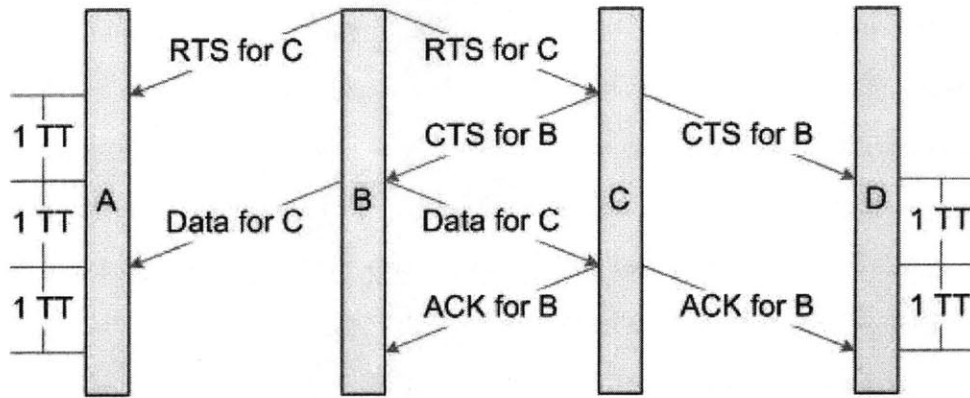 RTS for C
RTS for C
1 TT
CTS for B
CTS for B
A
B
C
D
1 TT
Data for C
Data for C
1 TT
1 TT
ACK for B
ACK for B
1 TT